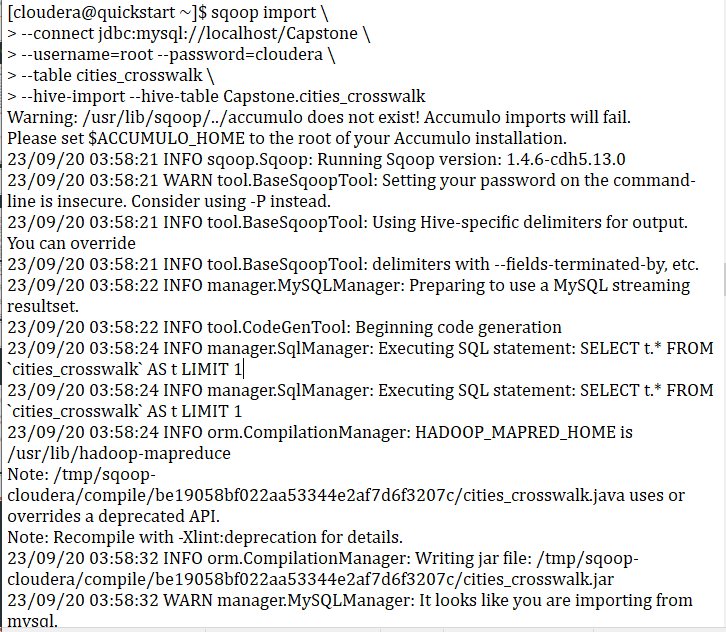 [cloudera@quickstart ~]$ sqoop import \
> --connect jdbc:mysql://localhost/Capstone \
> --username=root --password=cloudera \
> --table cities_crosswalk \
> --hive-import --hive-table Capstone.cities_crosswalk
Warning: /usr/lib/sqoop/../accumulo does not exist! Accumulo imports will fail.
Please set $ACCUMULO_HOME to the root of your Accumulo installation.
23/09/20 03:58:21 INFO sqoop.Sqoop: Running Sqoop version: 1.4.6-cdh5.13.0
23/09/20 03:58:21 WARN tool.BaseSqoopTool: Setting your password on the command-
line is insecure. Consider using -P instead.
23/09/20 03:58:21 INFO tool.BaseSqoopTool: Using Hive-specific delimiters for output.
You can override
23/09/20 03:58:21 INFO tool.BaseSqoopTool: delimiters with --fields-terminated-by, etc.
23/09/20 03:58:22 INFO manager.MySQLManager: Preparing to use a MySQL streaming
resultset.
23/09/20 03:58:22 INFO tool.CodeGenTool: Beginning code generation
23/09/20 03:58:24 INFO manager.SqlManager: Executing SQL statement: SELECT t.* FROM
`cities_crosswalk` AS t LIMIT 1
23/09/20 03:58:24 INFO manager.SqlManager: Executing SQL statement: SELECT t.* FROM
`cities_crosswalk` AS t LIMIT 1
23/09/20 03:58:24 INFO orm.CompilationManager: HADOOP_MAPRED_HOME is
/usr/lib/hadoop-mapreduce
Note: /tmp/sqoop-
cloudera/compile/be19058bf022aa53344e2af7d6f3207c/cities_crosswalk.java uses or
overrides a deprecated API.
Note: Recompile with -Xlint:deprecation for details.
23/09/20 03:58:32 INFO orm.CompilationManager: Writing jar file: /tmp/sqoop-
cloudera/compile/be19058bf022aa53344e2af7d6f3207c/cities_crosswalk.jar
23/09/20 03:58:32 WARN manager.MySQLManager: It looks like you are importing from
mysql.